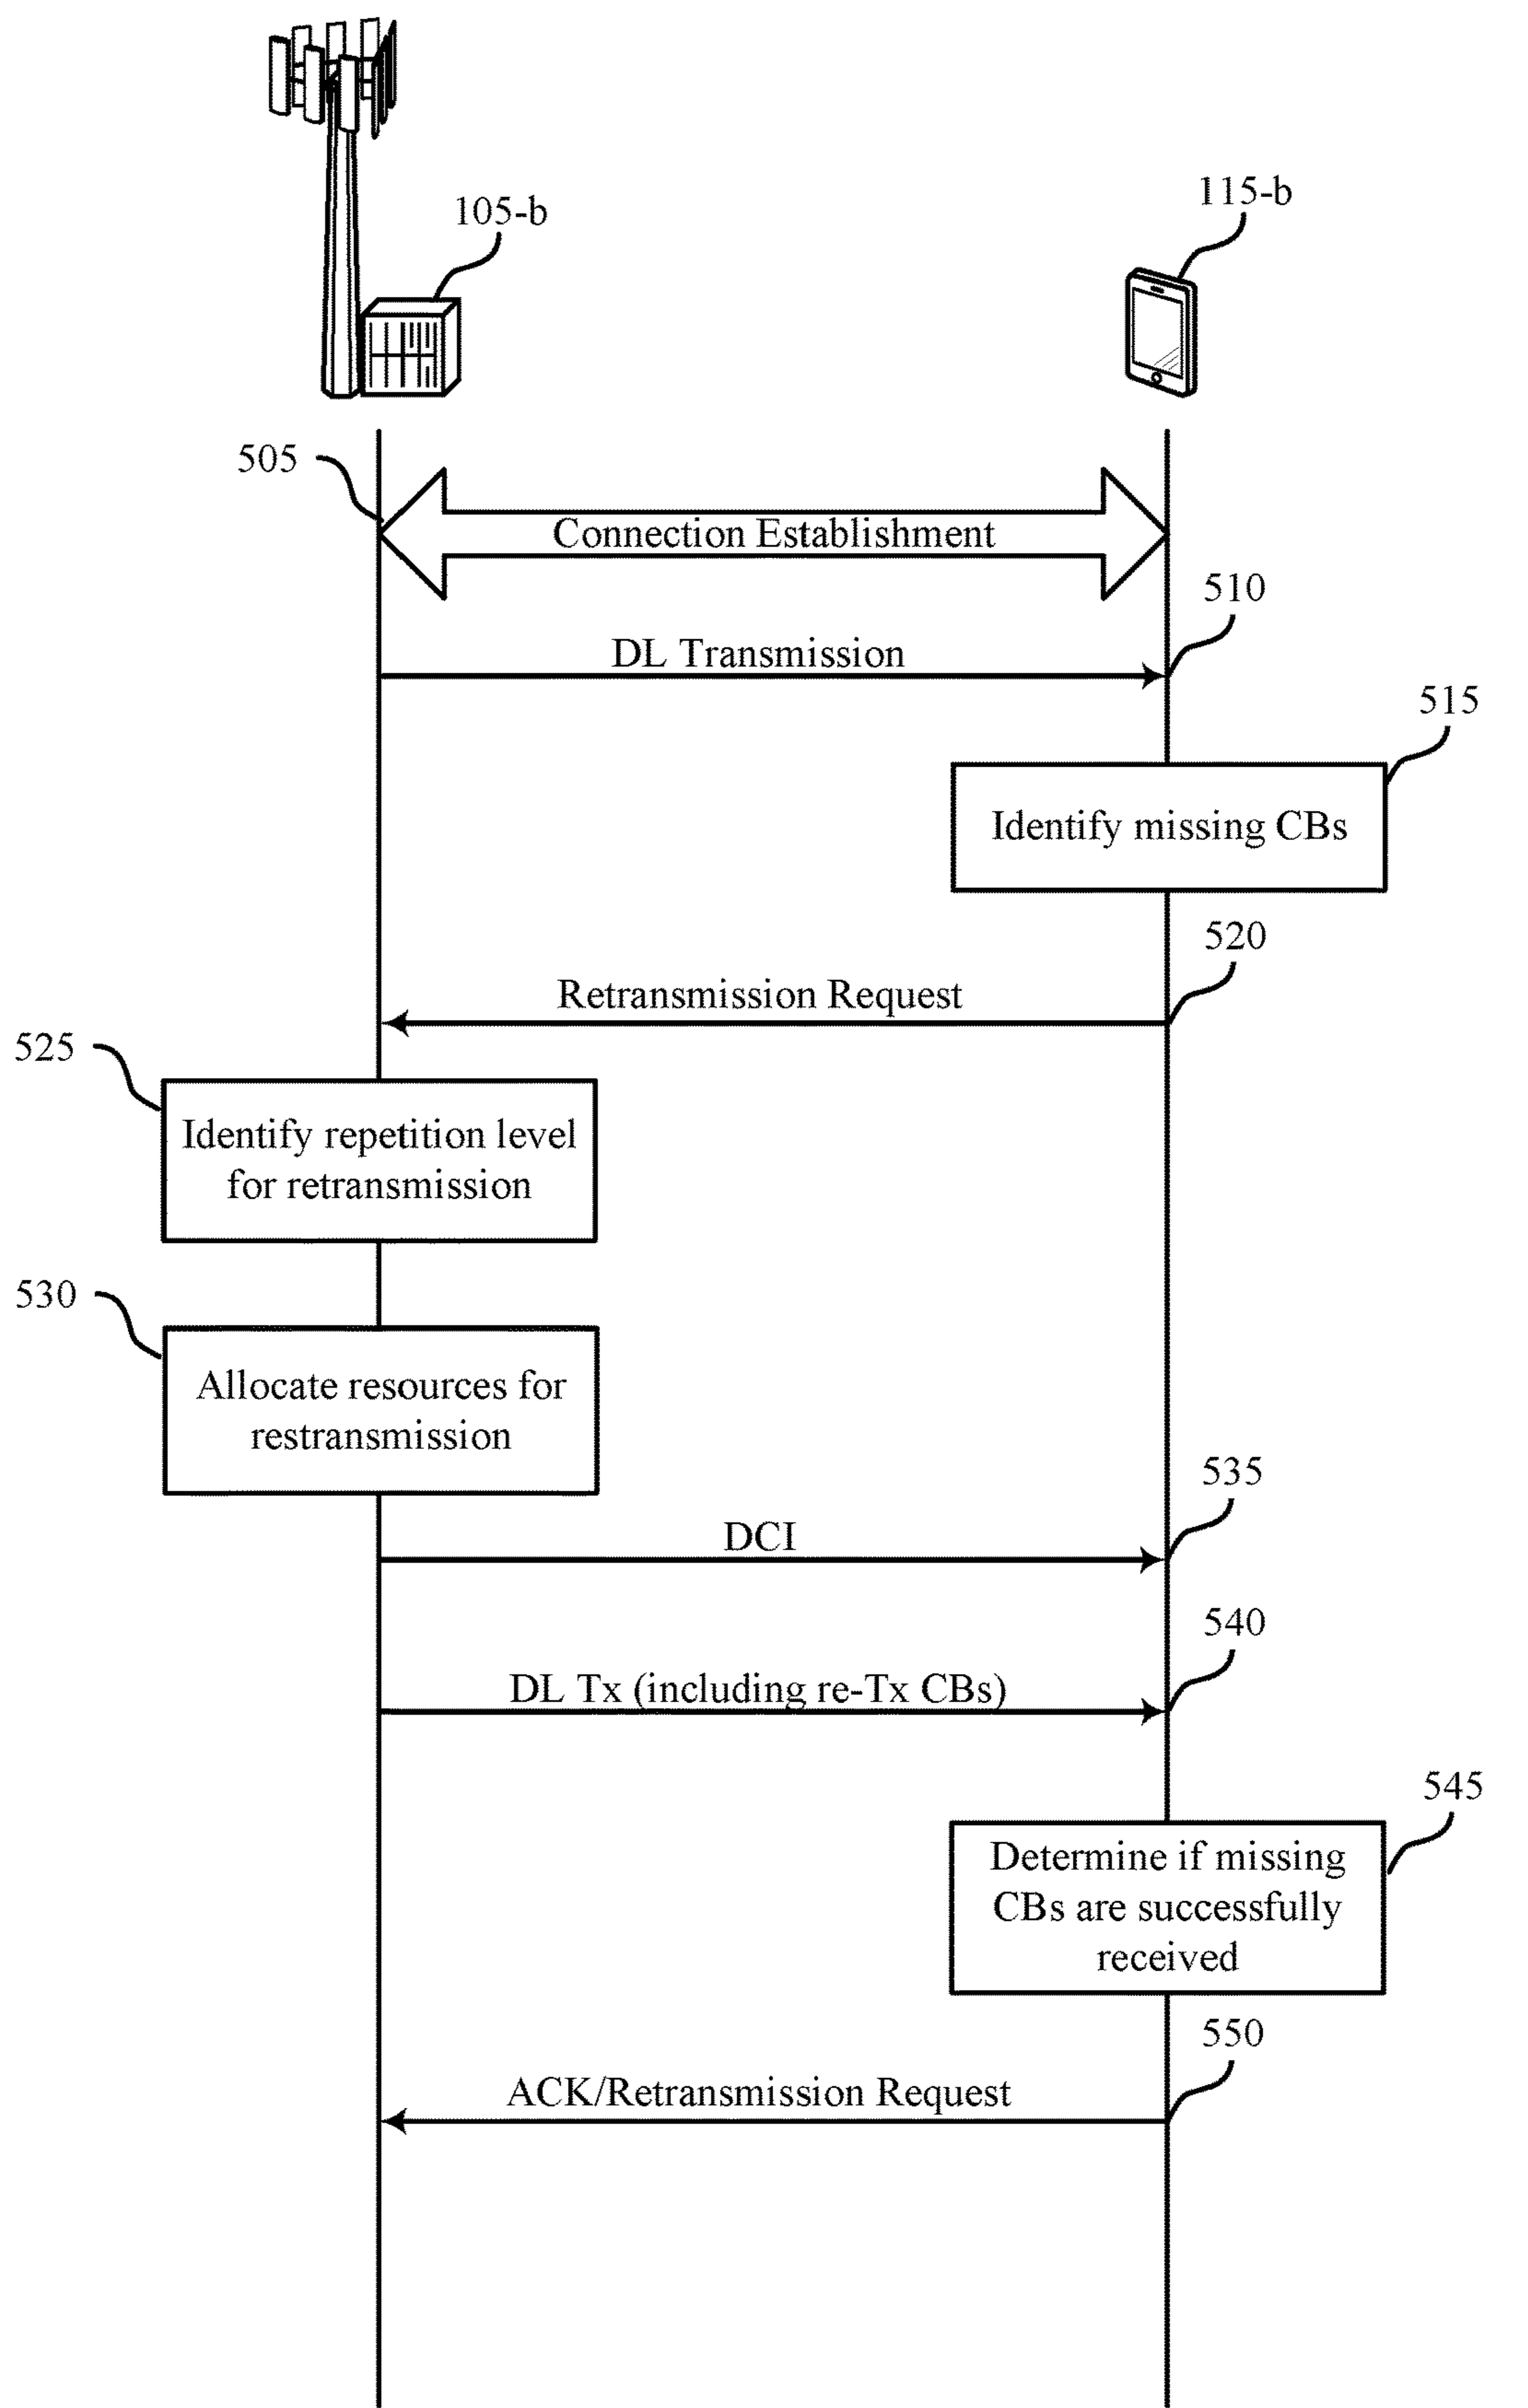 105-b
115-b
505
Connection Establishment
510
DL Transmission
515
Identify missing CBs
520
Retransmission Request
525
Identify repetition level
for retransmission
530
Allocate resources for
restransmission
535
DCI
540
DL Tx (including re-Tx CBs)
545
Determine if missing
CBs are successfully
received
550
ACK/Retransmission Request